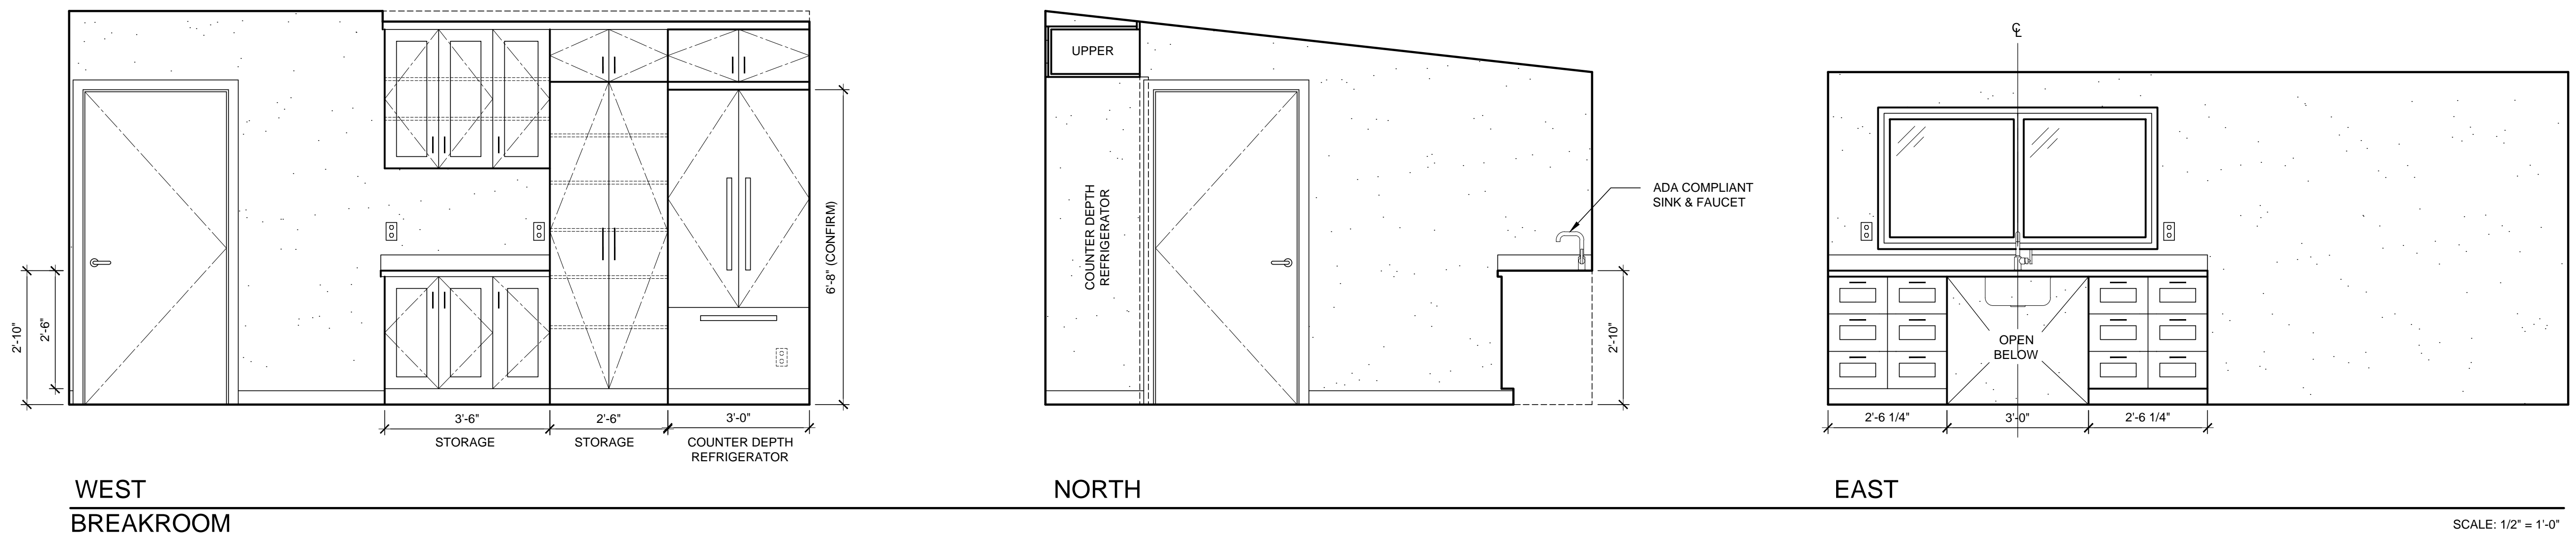 2'-10"
2'-6"
6'-8" (CONFIRM)
3'-6"
2'-6"
3'-0"
STORAGE
STORAGE
COUNTER DEPTH
REFRIGERATOR
WEST
UPPER
COUNTER DEPTH
REFRIGERATOR
ADA COMPLIANT
SINK & FAUCET
2'-10"
NORTH
℄
OPEN
BELOW
2'-6 1/4"
3'-0"
2'-6 1/4"
EAST
BREAKROOM
SCALE: 1/2" = 1'-0"